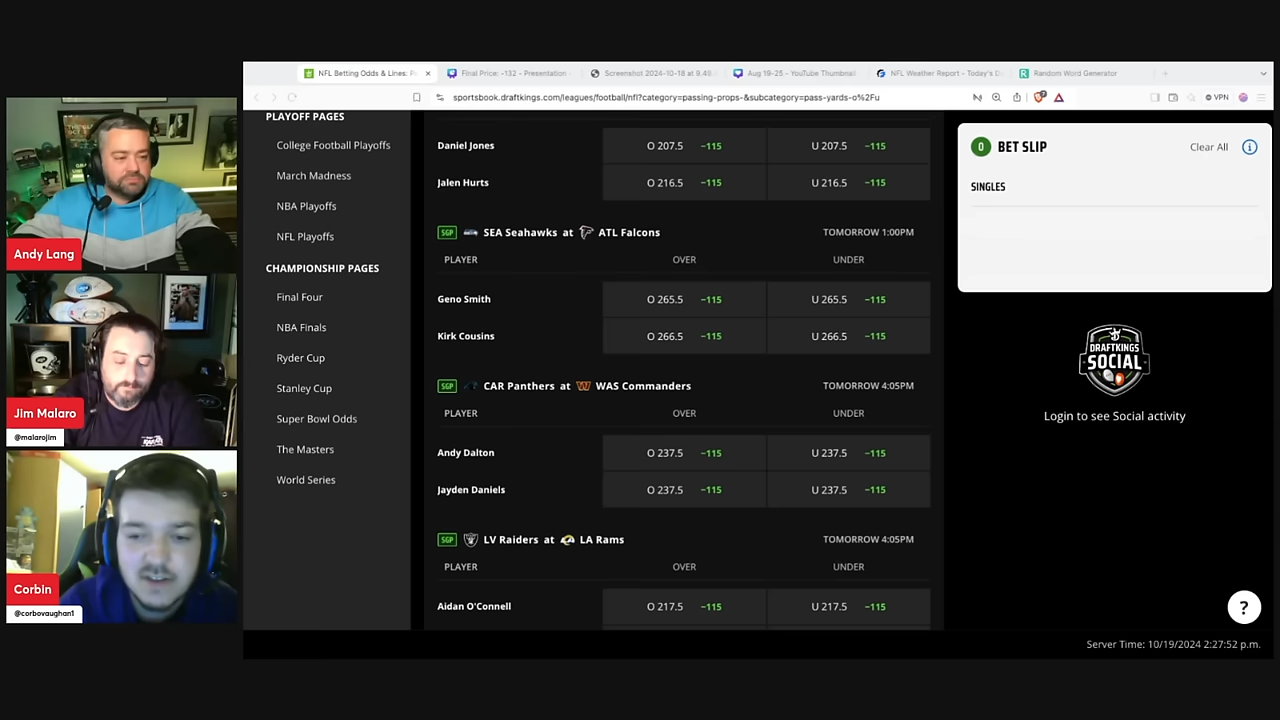 NFL Betting Odds & Lines: P
Final Price: -132 - Presentation
Screenshot 2024-10-18 at 9.49
Aug 19-25 - YouTube Thumbnail
NFL Weather Report - Today's D
Random Word Generator
sportsbook.draftkings.com/leagues/football/nfl?category=passing-props-&subcategory=pass-yards-o%2Fu
VPN
PLAYOFF PAGES
College Football Playoffs
March Madness
NBA Playoffs
NFL Playoffs
CHAMPIONSHIP PAGES
Final Four
NBA Finals
Ryder Cup
Stanley Cup
Super Bowl Odds
The Masters
World Series
Daniel Jones O 207.5 −115 U 207.5 −115
Jalen Hurts O 216.5 −115 U 216.5 −115
SGP SEA Seahawks at ATL Falcons TOMORROW 1:00PM
PLAYER OVER UNDER
Geno Smith O 265.5 −115 U 265.5 −115
Kirk Cousins O 266.5 −115 U 266.5 −115
SGP CAR Panthers at WAS Commanders TOMORROW 4:05PM
PLAYER OVER UNDER
Andy Dalton O 237.5 −115 U 237.5 −115
Jayden Daniels O 237.5 −115 U 237.5 −115
SGP LV Raiders at LA Rams TOMORROW 4:05PM
PLAYER OVER UNDER
Aidan O'Connell O 217.5 −115 U 217.5 −115
0 BET SLIP Clear All
SINGLES
DRAFTKINGS
SOCIAL
Login to see Social activity
?
Server Time: 10/19/2024 2:27:52 p.m.
Andy Lang
Jim Malaro
@malarojim
Corbin
@corbovaughan1